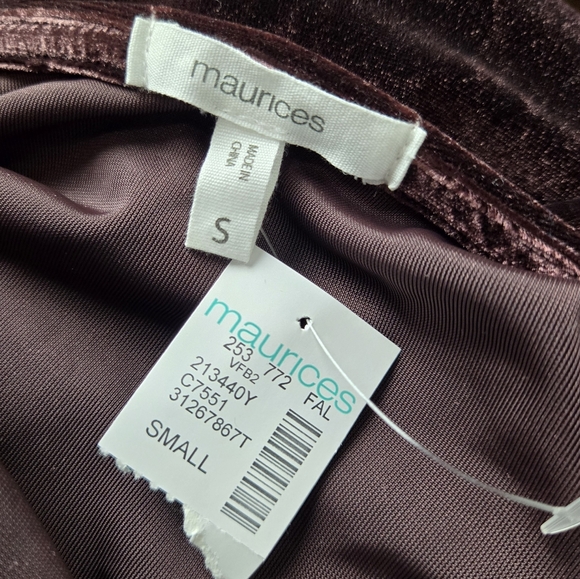 maurices
MADE IN
CHINA
S
maurices
253 772 FAL
VFB2
213440Y
C7551
31267867T
SMALL